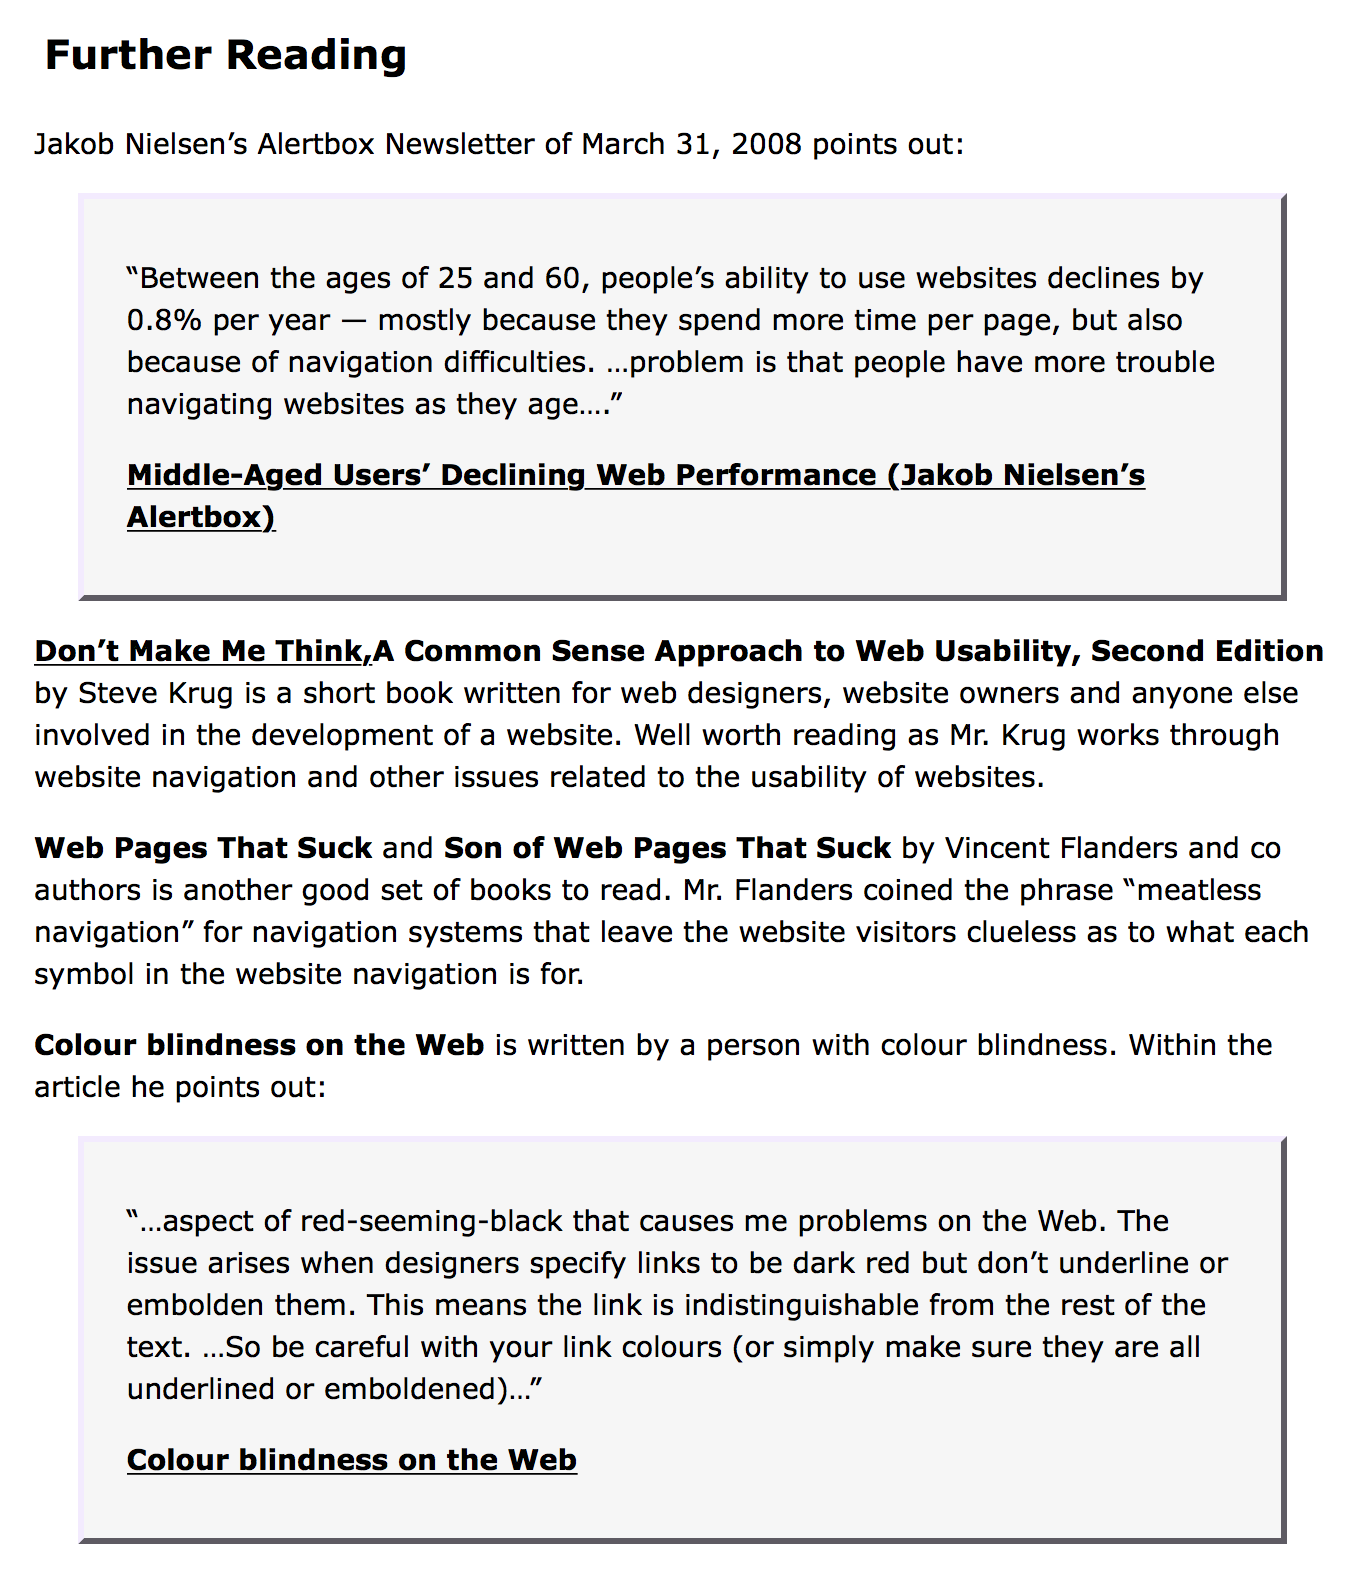 Further Reading
Jakob Nielsen’s Alertbox Newsletter of March 31, 2008 points out:
“Between the ages of 25 and 60, people’s ability to use websites declines by
0.8% per year — mostly because they spend more time per page, but also
because of navigation difficulties. …problem is that people have more trouble
navigating websites as they age….”
Middle-Aged Users’ Declining Web Performance (Jakob Nielsen’s
Alertbox)
Don’t Make Me Think,A Common Sense Approach to Web Usability, Second Edition
by Steve Krug is a short book written for web designers, website owners and anyone else
involved in the development of a website. Well worth reading as Mr. Krug works through
website navigation and other issues related to the usability of websites.
Web Pages That Suck and Son of Web Pages That Suck by Vincent Flanders and co
authors is another good set of books to read. Mr. Flanders coined the phrase “meatless
navigation” for navigation systems that leave the website visitors clueless as to what each
symbol in the website navigation is for.
Colour blindness on the Web is written by a person with colour blindness. Within the
article he points out:
“…aspect of red-seeming-black that causes me problems on the Web. The
issue arises when designers specify links to be dark red but don’t underline or
embolden them. This means the link is indistinguishable from the rest of the
text. …So be careful with your link colours (or simply make sure they are all
underlined or emboldened)…”
Colour blindness on the Web